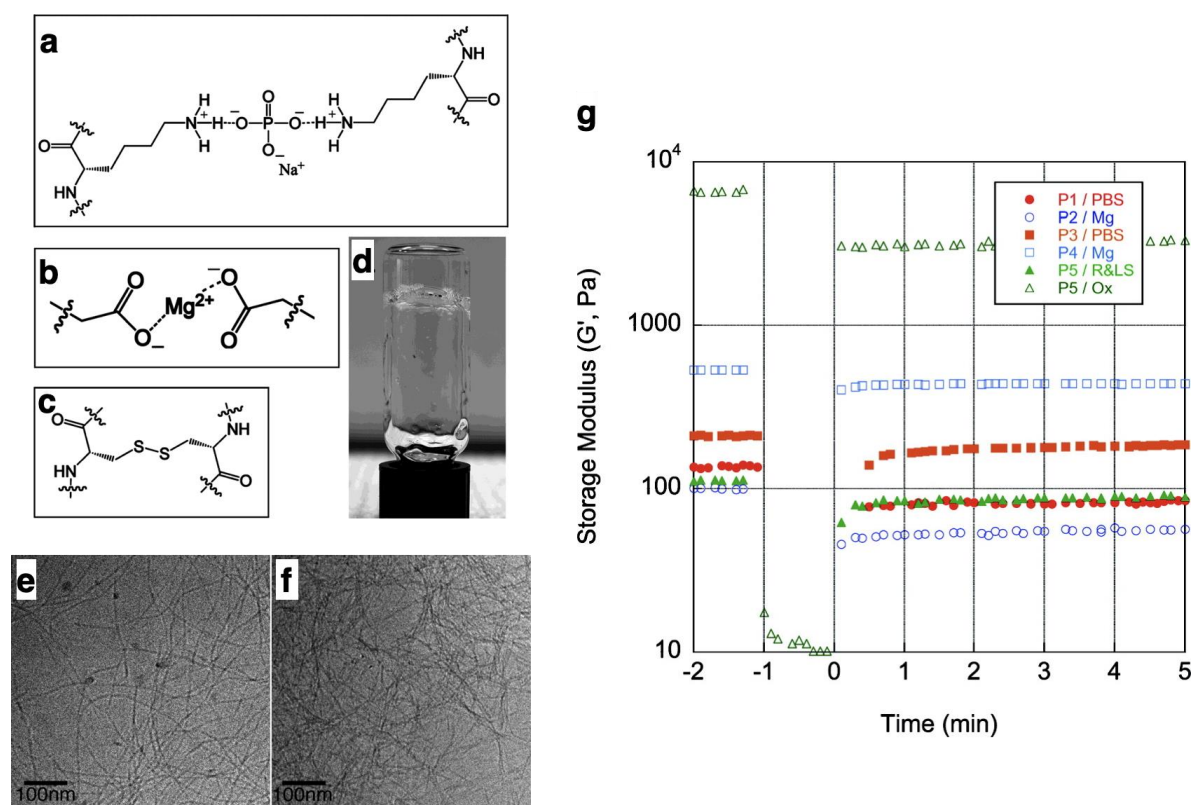 a
NH
O
H
H
N
+
H
−
O
P
O
O
−
O
−
Na⁺
H
+
N
H
H
O
HN
b
O
O
−
Mg²⁺
−
O
O
c
O
HN
S
S
NH
O
d
e
100nm
f
100nm
g
Storage Modulus (G', Pa)
10⁴
1000
100
10
P1 / PBS
P2 / Mg
P3 / PBS
P4 / Mg
P5 / R&LS
P5 / Ox
-2 -1 0 1 2 3 4 5
Time (min)